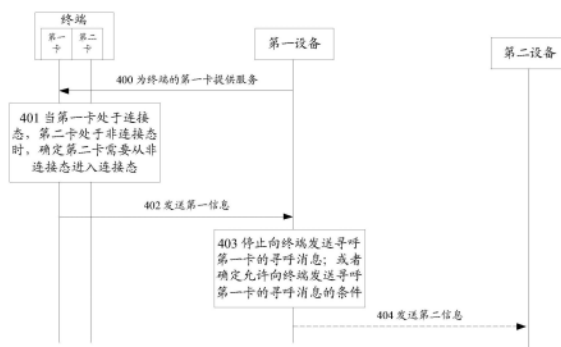 终端
第一卡
第二卡
第一设备
第二设备
400 为终端的第一卡提供服务
401 当第一卡处于连接
态，第二卡处于非连接态
时，确定第二卡需要从非
连接态进入连接态
402 发送第一信息
403 停止向终端发送寻呼
第一卡的寻呼消息；或者
确定允许向终端发送寻呼
第一卡的寻呼消息的条件
404 发送第二信息